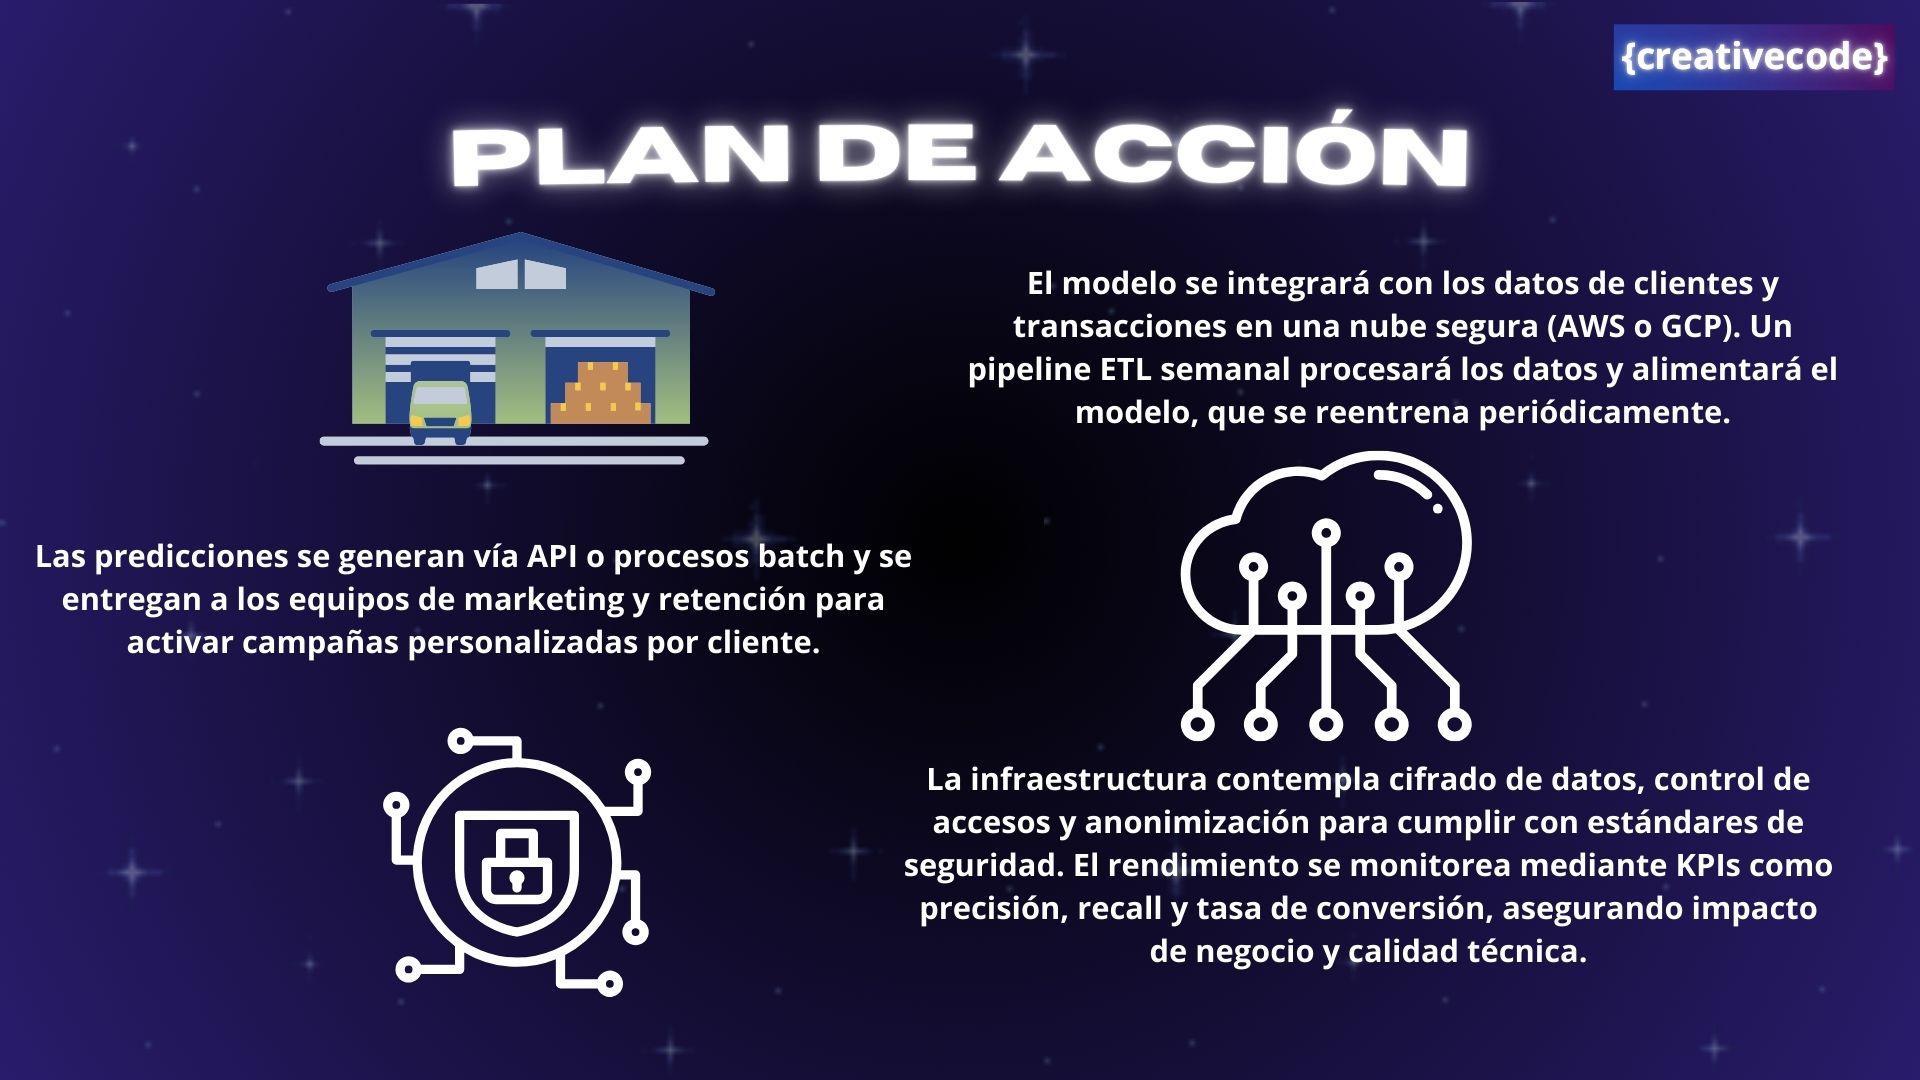 {creativecode}
PLAN DE ACCIÓN
El modelo se integrará con los datos de clientes y
transacciones en una nube segura (AWS o GCP). Un
pipeline ETL semanal procesará los datos y alimentará el
modelo, que se reentrena periódicamente.
Las predicciones se generan vía API o procesos batch y se
entregan a los equipos de marketing y retención para
activar campañas personalizadas por cliente.
La infraestructura contempla cifrado de datos, control de
accesos y anonimización para cumplir con estándares de
seguridad. El rendimiento se monitorea mediante KPIs como
precisión, recall y tasa de conversión, asegurando impacto
de negocio y calidad técnica.